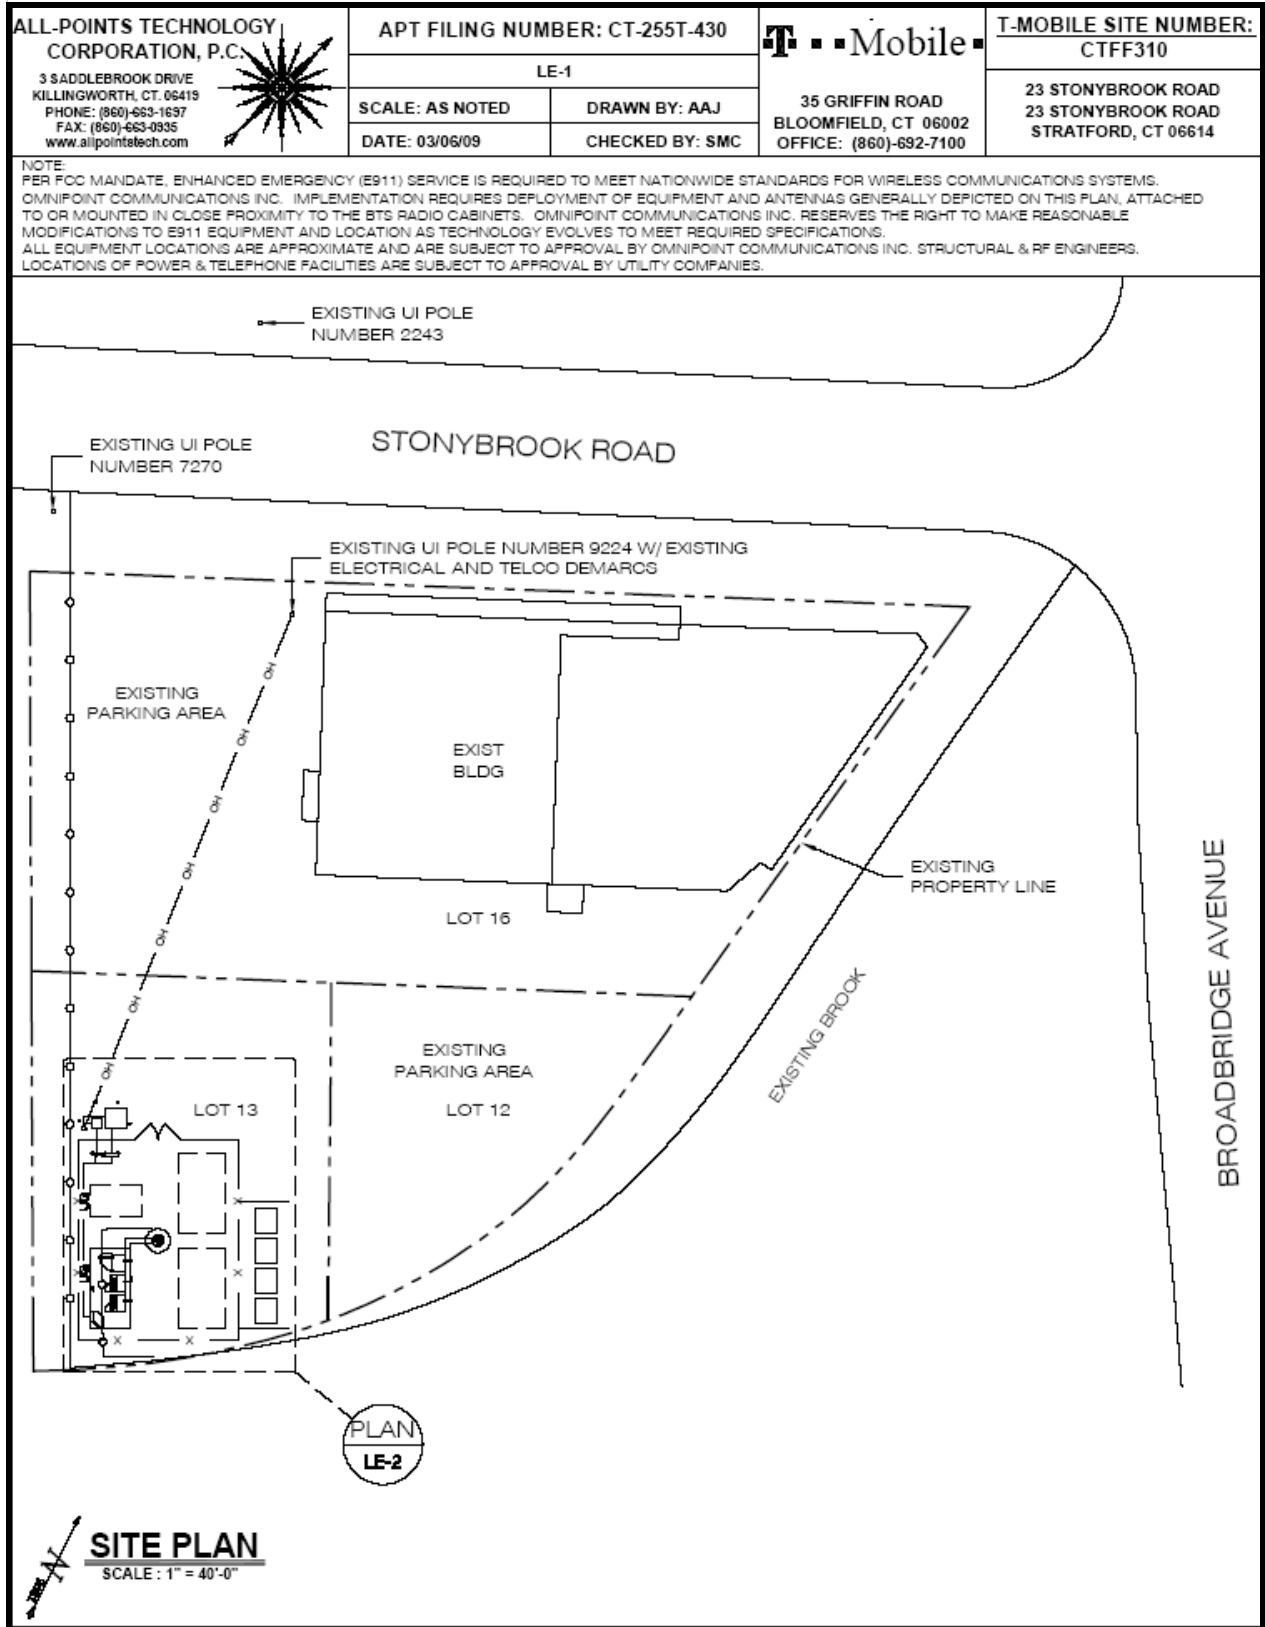 ALL-POINTS TECHNOLOGY
CORPORATION, P.C.
3 SADDLEBROOK DRIVE
KILLINGWORTH, CT. 06419
PHONE: (860)-663-1697
FAX: (860)-663-0935
www.allpointstech.com
APT FILING NUMBER: CT-255T-430
LE-1
SCALE: AS NOTED
DRAWN BY: AAJ
DATE: 03/06/09
CHECKED BY: SMC
T Mobile
35 GRIFFIN ROAD
BLOOMFIELD, CT 06002
OFFICE: (860)-692-7100
T-MOBILE SITE NUMBER:
CTFF310
23 STONYBROOK ROAD
23 STONYBROOK ROAD
STRATFORD, CT 06614
NOTE:
PER FCC MANDATE, ENHANCED EMERGENCY (E911) SERVICE IS REQUIRED TO MEET NATIONWIDE STANDARDS FOR WIRELESS COMMUNICATIONS SYSTEMS.
OMNIPOINT COMMUNICATIONS INC. IMPLEMENTATION REQUIRES DEPLOYMENT OF EQUIPMENT AND ANTENNAS GENERALLY DEPICTED ON THIS PLAN, ATTACHED
TO OR MOUNTED IN CLOSE PROXIMITY TO THE BTS RADIO CABINETS. OMNIPOINT COMMUNICATIONS INC. RESERVES THE RIGHT TO MAKE REASONABLE
MODIFICATIONS TO E911 EQUIPMENT AND LOCATION AS TECHNOLOGY EVOLVES TO MEET REQUIRED SPECIFICATIONS.
ALL EQUIPMENT LOCATIONS ARE APPROXIMATE AND ARE SUBJECT TO APPROVAL BY OMNIPOINT COMMUNICATIONS INC. STRUCTURAL & RF ENGINEERS.
LOCATIONS OF POWER & TELEPHONE FACILITIES ARE SUBJECT TO APPROVAL BY UTILITY COMPANIES.
EXISTING UI POLE
NUMBER 2243
STONYBROOK ROAD
EXISTING UI POLE
NUMBER 7270
EXISTING UI POLE NUMBER 9224 W/ EXISTING
ELECTRICAL AND TELCO DEMARCS
OH
EXISTING
PARKING AREA
OH
EXIST
BLDG
OH
OH
EXISTING
PROPERTY LINE
LOT 16
OH
BROADBRIDGE AVENUE
OH
EXISTING BROOK
EXISTING
PARKING AREA
OH
LOT 13
LOT 12
PLAN
LE-2
N
SITE PLAN
SCALE : 1" = 40'-0"